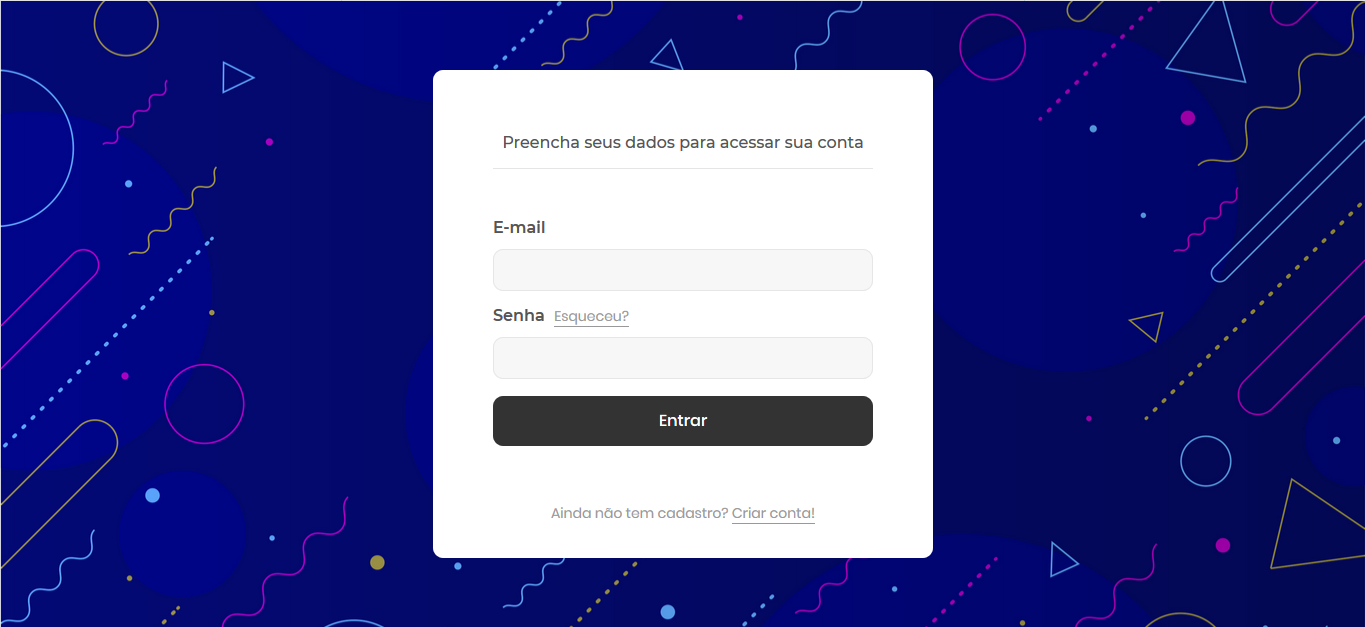 Preencha seus dados para acessar sua conta
E-mail
Senha Esqueceu?
Entrar
Ainda não tem cadastro? Criar conta!